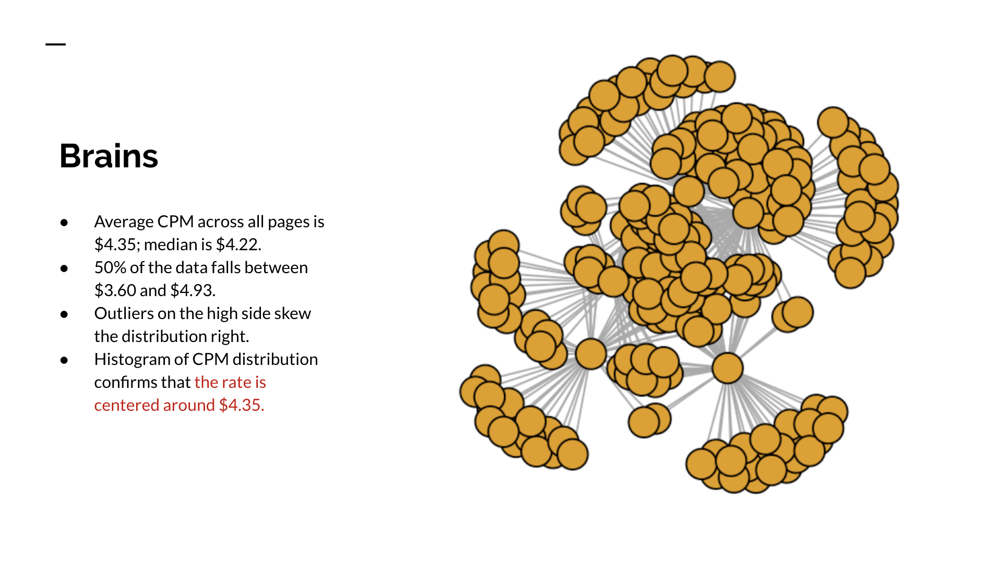 Brains
● Average CPM across all pages is
$4.35; median is $4.22.
● 50% of the data falls between
$3.60 and $4.93.
● Outliers on the high side skew
the distribution right.
● Histogram of CPM distribution
confirms that the rate is
centered around $4.35.